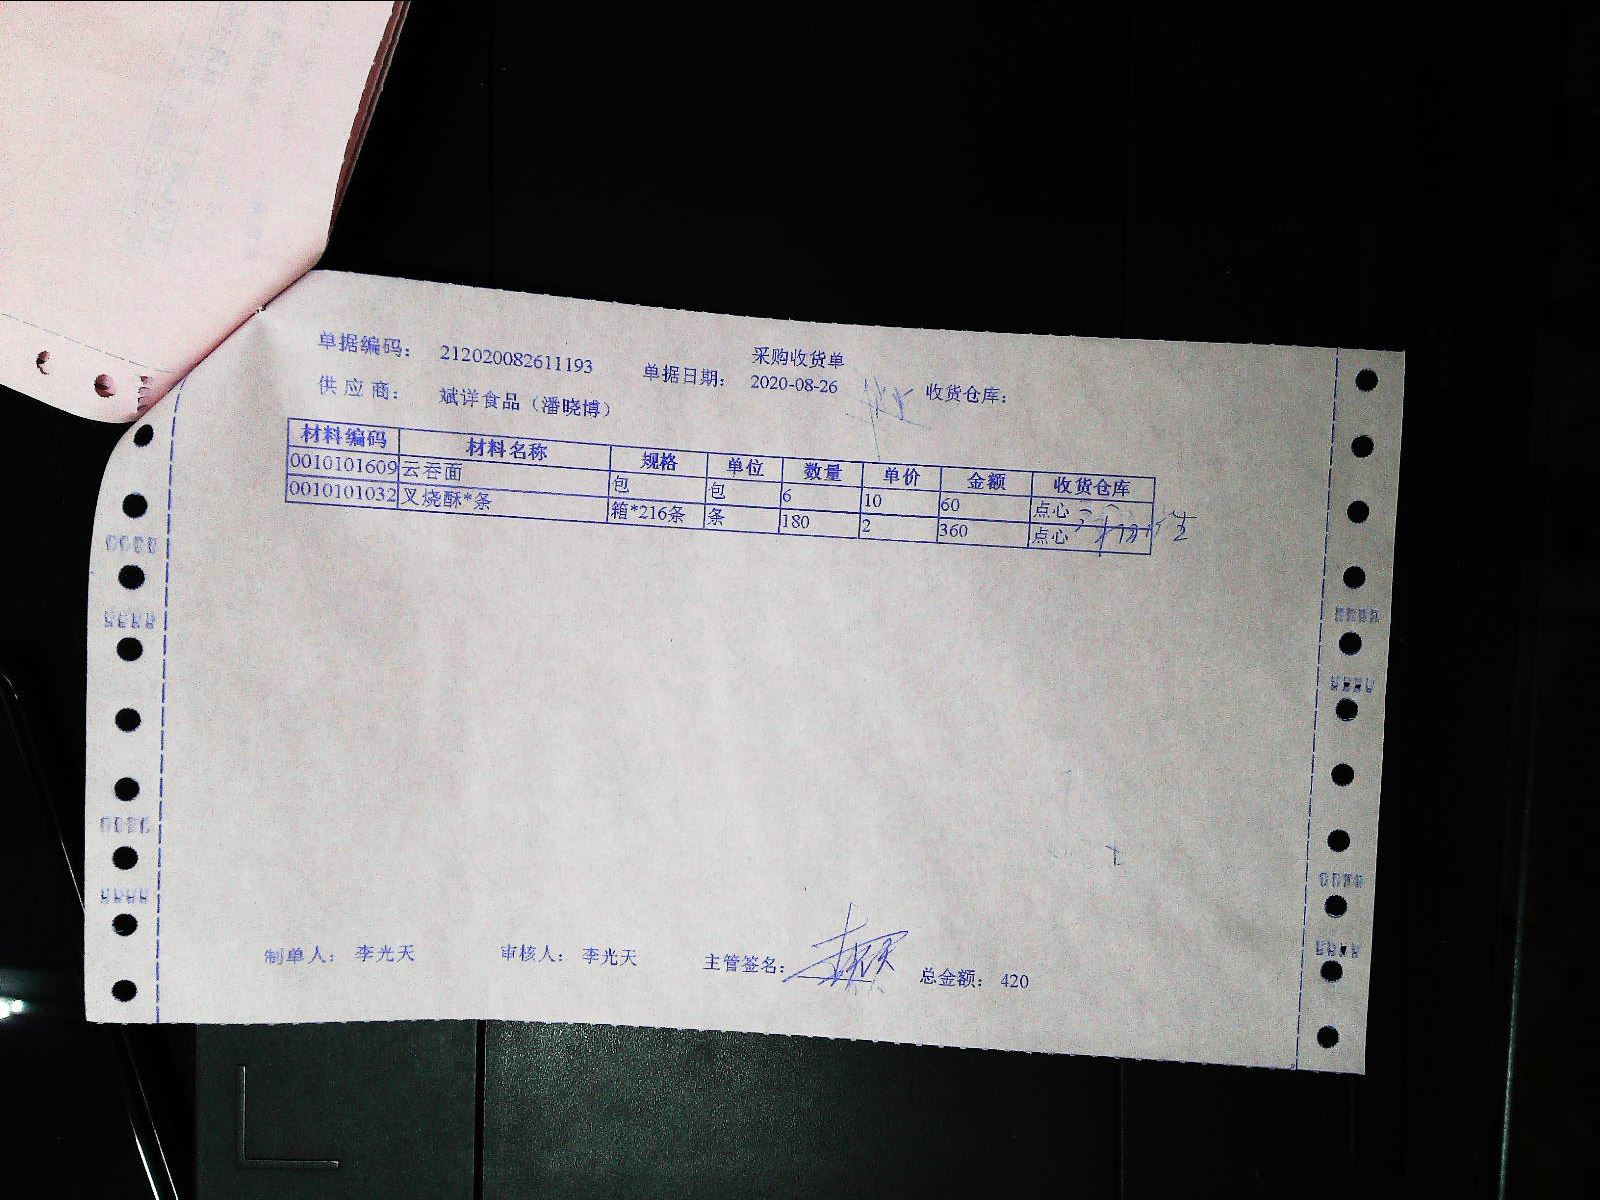 采购收货单
单据编码： 212020082611193 单据日期： 2020-08-26 收货仓库：
供 应 商： 斌详食品（潘晓博）
材料编码 材料名称 规格 单位 数量 单价 金额 收货仓库
0010101609 云吞面 包 包 6 10 60 点心
0010101032 叉烧酥*条 箱*216条 条 180 2 360 点心
制单人： 李光天 审核人： 李光天 主管签名： 总金额： 420